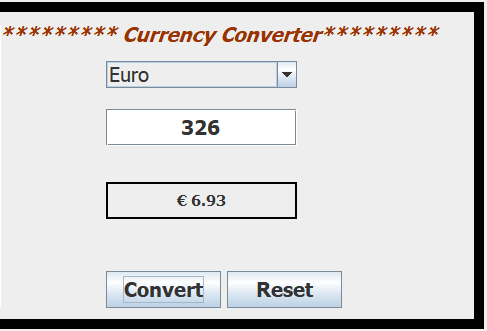 ********* Currency Converter*********
Euro
326
€ 6.93
Convert Reset